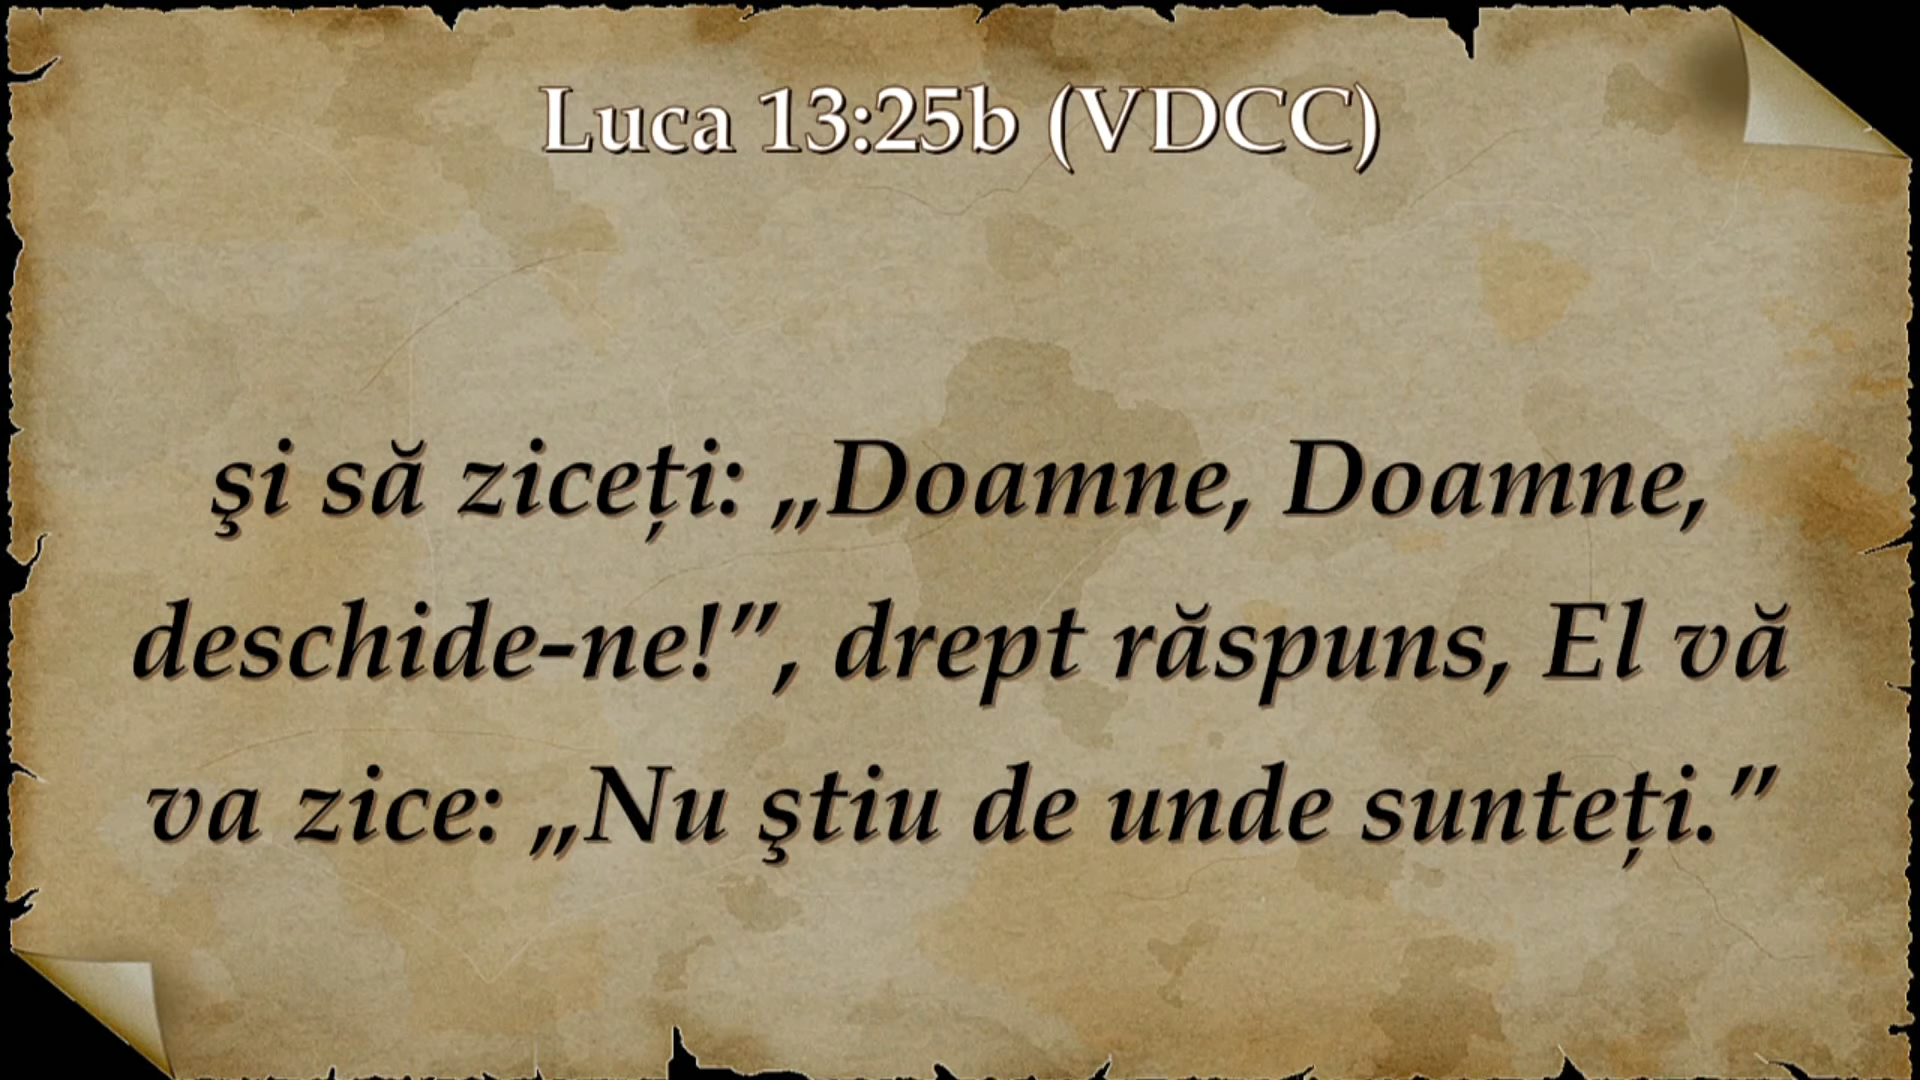 Luca 13:25b (VDCC)
şi să ziceți: „Doamne, Doamne,
deschide-ne!”, drept răspuns, El vă
va zice: „Nu ştiu de unde sunteți.”